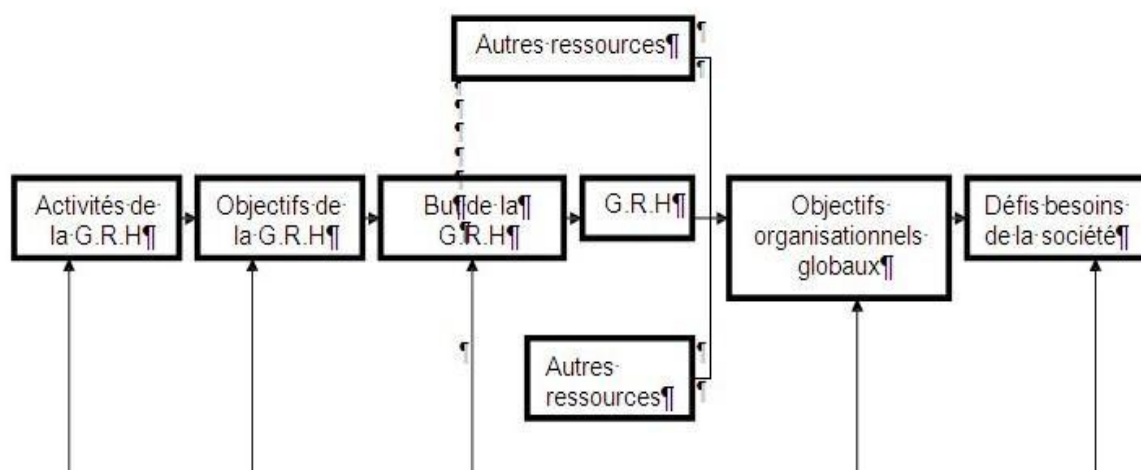 Autres·ressources¶
Activités·de·
la·G.R.H¶
Objectifs·de·
la·G.R.H¶
But¶de·la¶
G.R.H¶
G.R.H¶
Objectifs·
organisationnels·
globaux¶
Défis·besoins·
de·la·société¶
Autres·
ressources¶